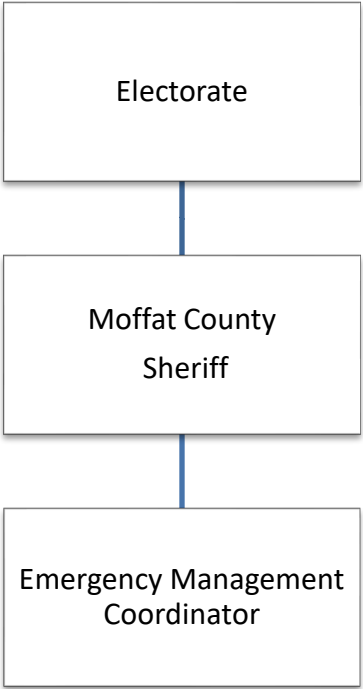 Electorate
Moffat County
Sheriff
Emergency Management
Coordinator